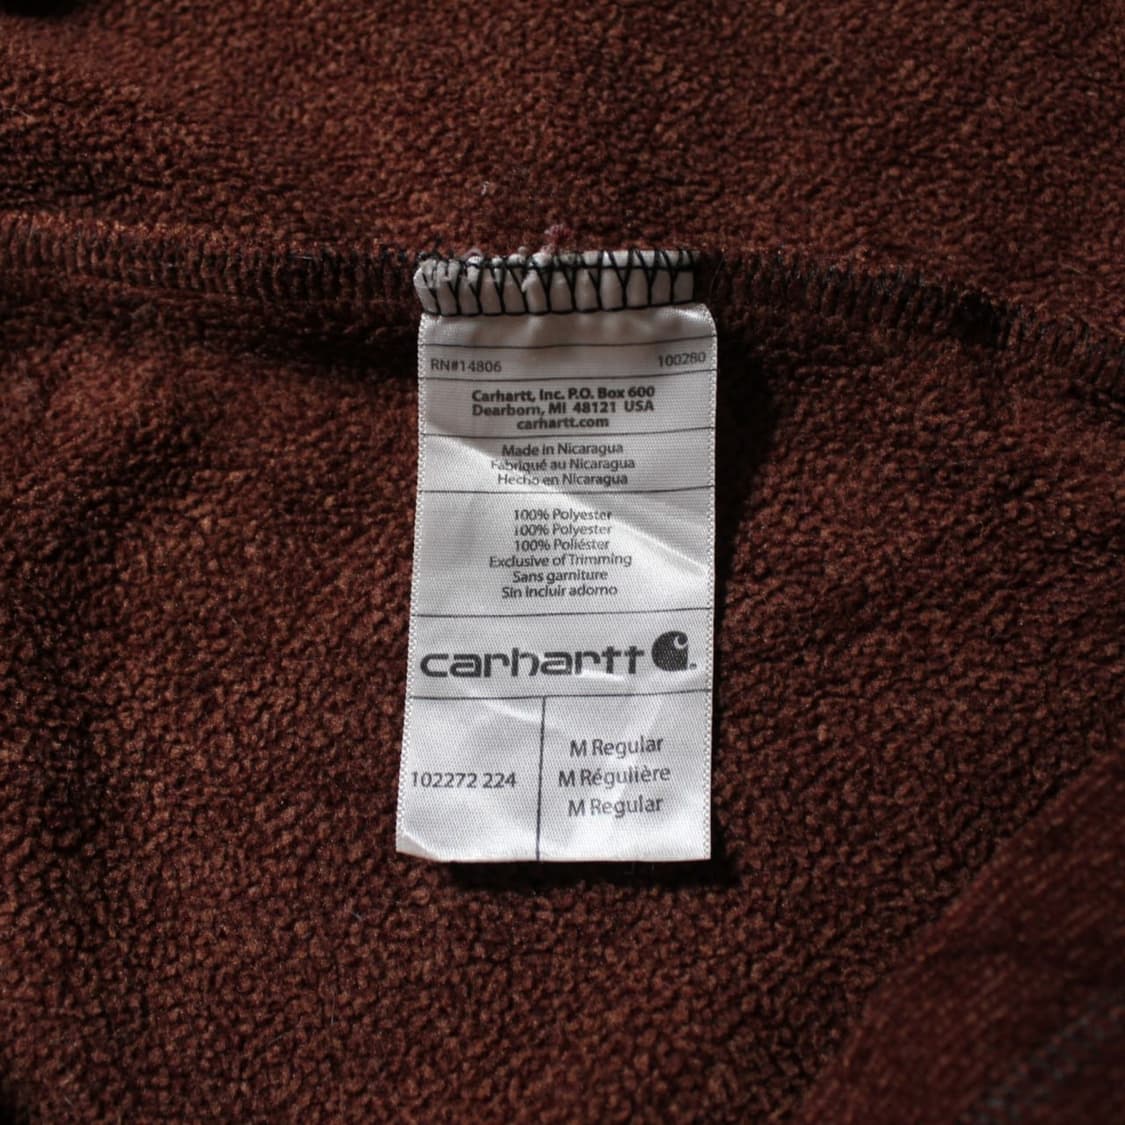 RN#14806 100280
Carhartt, Inc. P.O. Box 600
Dearborn, MI 48121 USA
carhartt.com
Made in Nicaragua
Fabriqué au Nicaragua
Hecho en Nicaragua
100% Polyester
100% Polyester
100% Poliéster
Exclusive of Trimming
Sans garniture
Sin incluir adorno
carhartt
102272 224
M Regular
M Régulière
M Regular